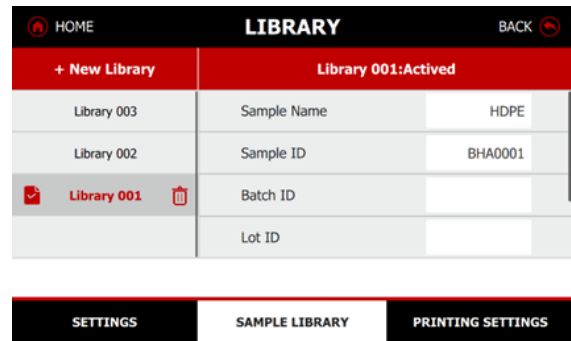 HOME LIBRARY BACK
+ New Library Library 001:Actived
Library 003 Sample Name HDPE
Library 002 Sample ID BHA0001
Library 001 Batch ID
Lot ID
SETTINGS SAMPLE LIBRARY PRINTING SETTINGS